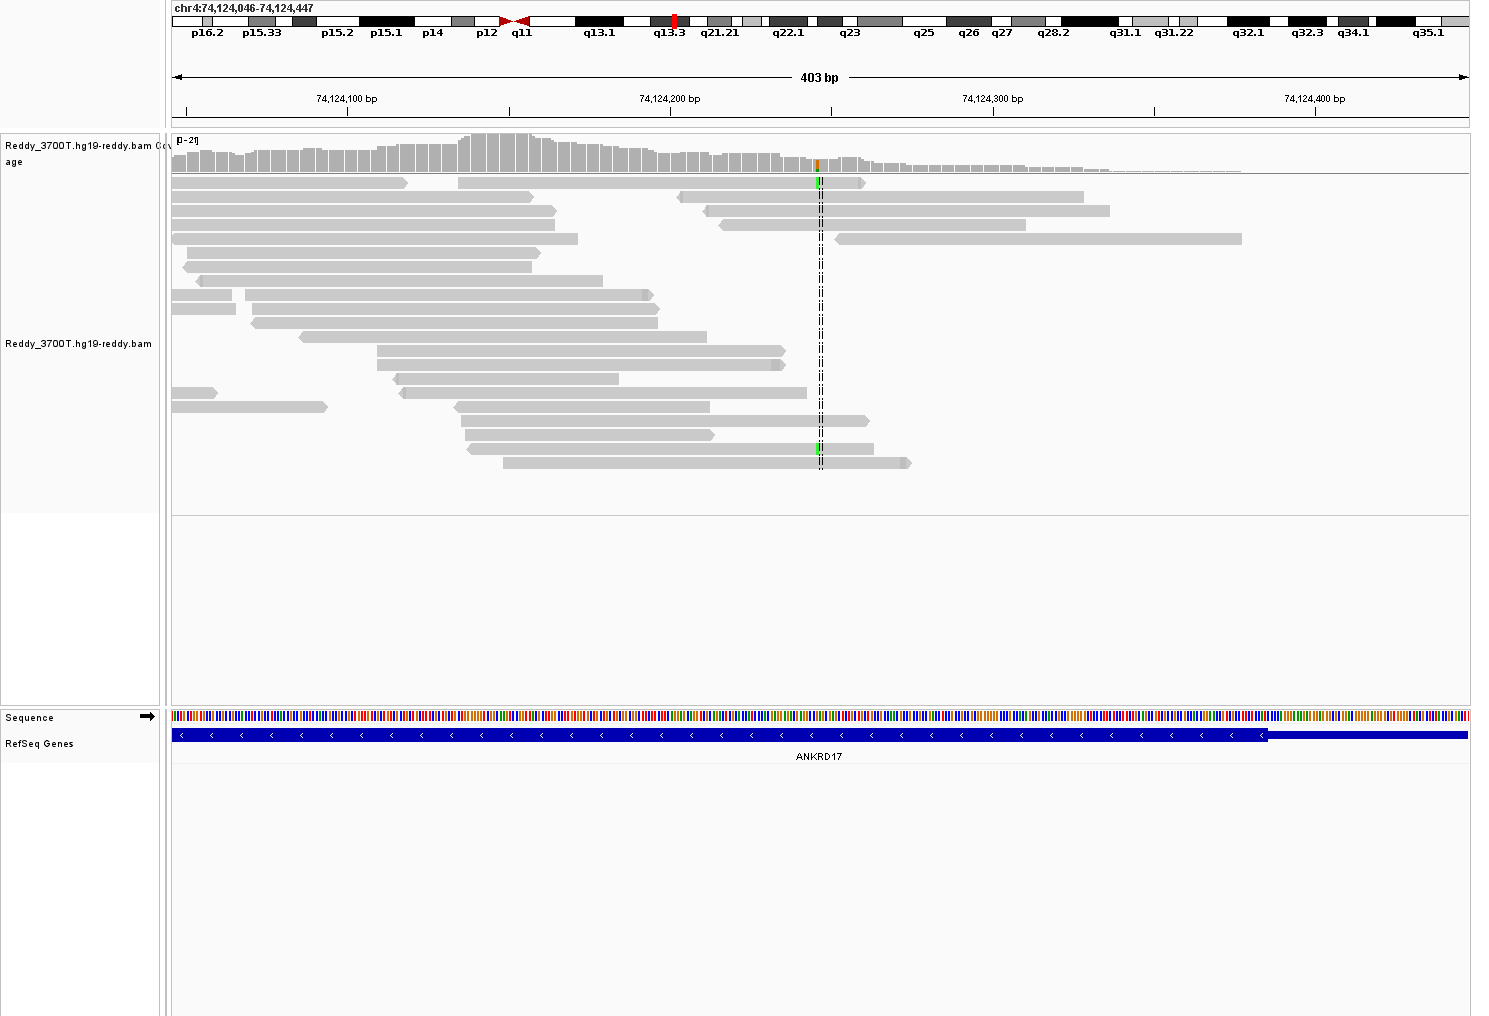 chr4:74,124,046-74,124,447
p16.2 p15.33 p15.2 p15.1 p14 p12 q11 q13.1 q13.3 q21.21 q22.1 q23 q25 q26 q27 q28.2 q31.1 q31.22 q32.1 q32.3 q34.1 q35.1
403 bp
74,124,100 bp 74,124,200 bp 74,124,300 bp 74,124,400 bp
[0-21]
Reddy_3700T.hg19-reddy.bam Cov
age
Reddy_3700T.hg19-reddy.bam
Sequence
RefSeq Genes
ANKRD17